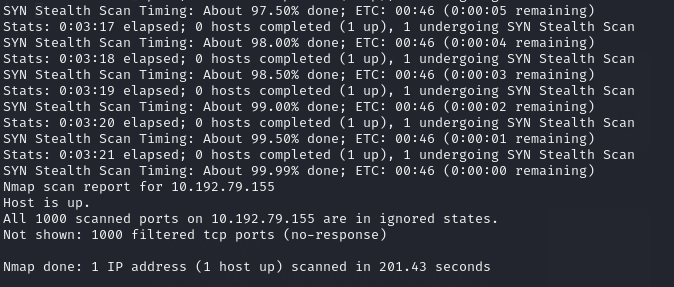 SYN Stealth Scan Timing: About 97.50% done; ETC: 00:46 (0:00:05 remaining)
Stats: 0:03:17 elapsed; 0 hosts completed (1 up), 1 undergoing SYN Stealth Scan
SYN Stealth Scan Timing: About 98.00% done; ETC: 00:46 (0:00:04 remaining)
Stats: 0:03:18 elapsed; 0 hosts completed (1 up), 1 undergoing SYN Stealth Scan
SYN Stealth Scan Timing: About 98.50% done; ETC: 00:46 (0:00:03 remaining)
Stats: 0:03:19 elapsed; 0 hosts completed (1 up), 1 undergoing SYN Stealth Scan
SYN Stealth Scan Timing: About 99.00% done; ETC: 00:46 (0:00:02 remaining)
Stats: 0:03:20 elapsed; 0 hosts completed (1 up), 1 undergoing SYN Stealth Scan
SYN Stealth Scan Timing: About 99.50% done; ETC: 00:46 (0:00:01 remaining)
Stats: 0:03:21 elapsed; 0 hosts completed (1 up), 1 undergoing SYN Stealth Scan
SYN Stealth Scan Timing: About 99.99% done; ETC: 00:46 (0:00:00 remaining)
Nmap scan report for 10.192.79.155
Host is up.
All 1000 scanned ports on 10.192.79.155 are in ignored states.
Not shown: 1000 filtered tcp ports (no-response)
Nmap done: 1 IP address (1 host up) scanned in 201.43 seconds